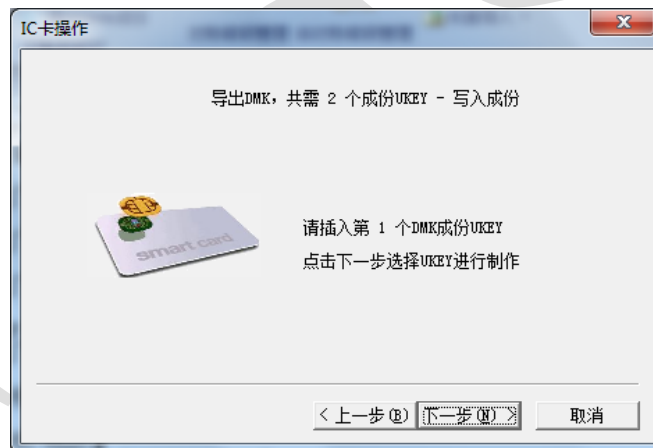 IC卡操作
导出DMK，共需 2 个成份UKEY - 写入成份
smart card
请插入第 1 个DMK成份UKEY
点击下一步选择UKEY进行制作
< 上一步(B) 下一步(N) > 取消